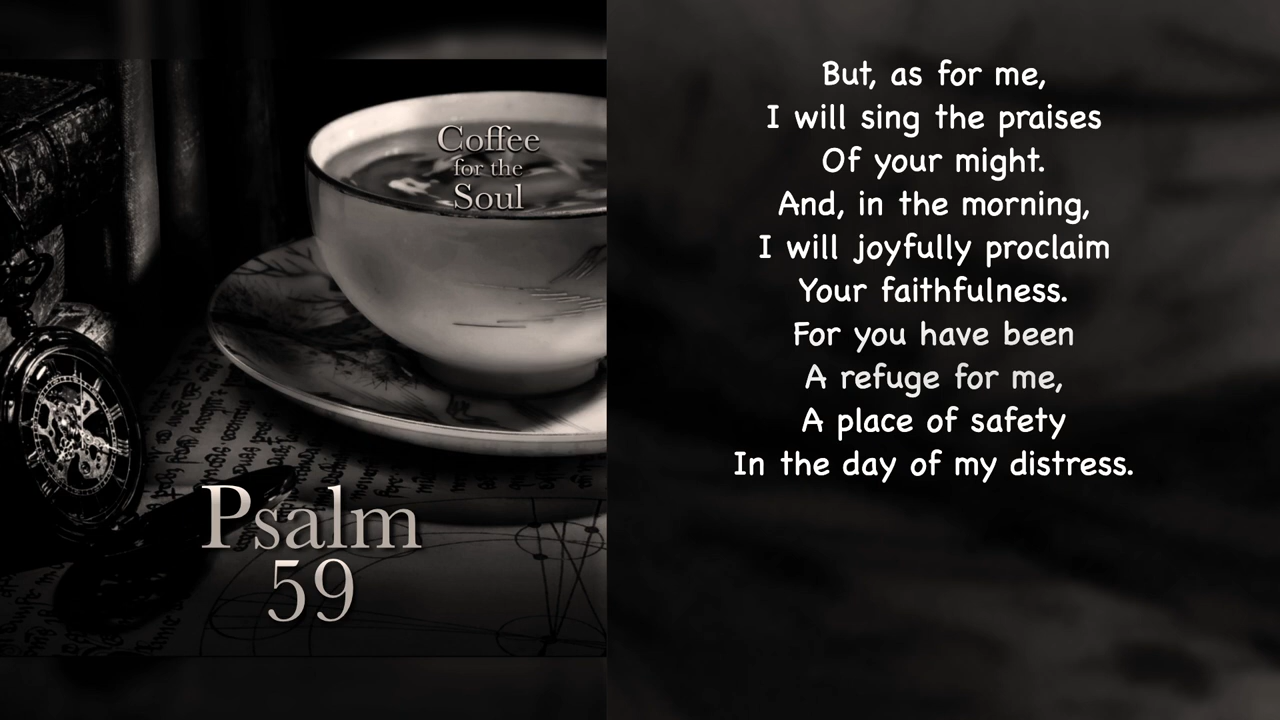 Coffee
for the
Soul
Psalm
59
But, as for me,
I will sing the praises
Of your might.
And, in the morning,
I will joyfully proclaim
Your faithfulness.
For you have been
A refuge for me,
A place of safety
In the day of my distress.